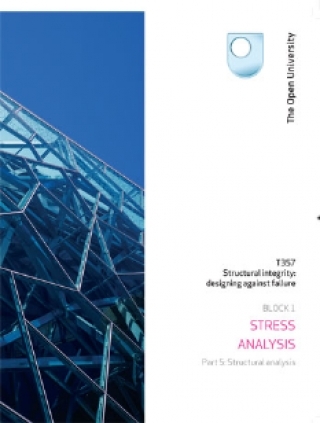 The Open University
T357
Structural integrity:
designing against failure
BLOCK 1
STRESS
ANALYSIS
Part 5: Structural analysis